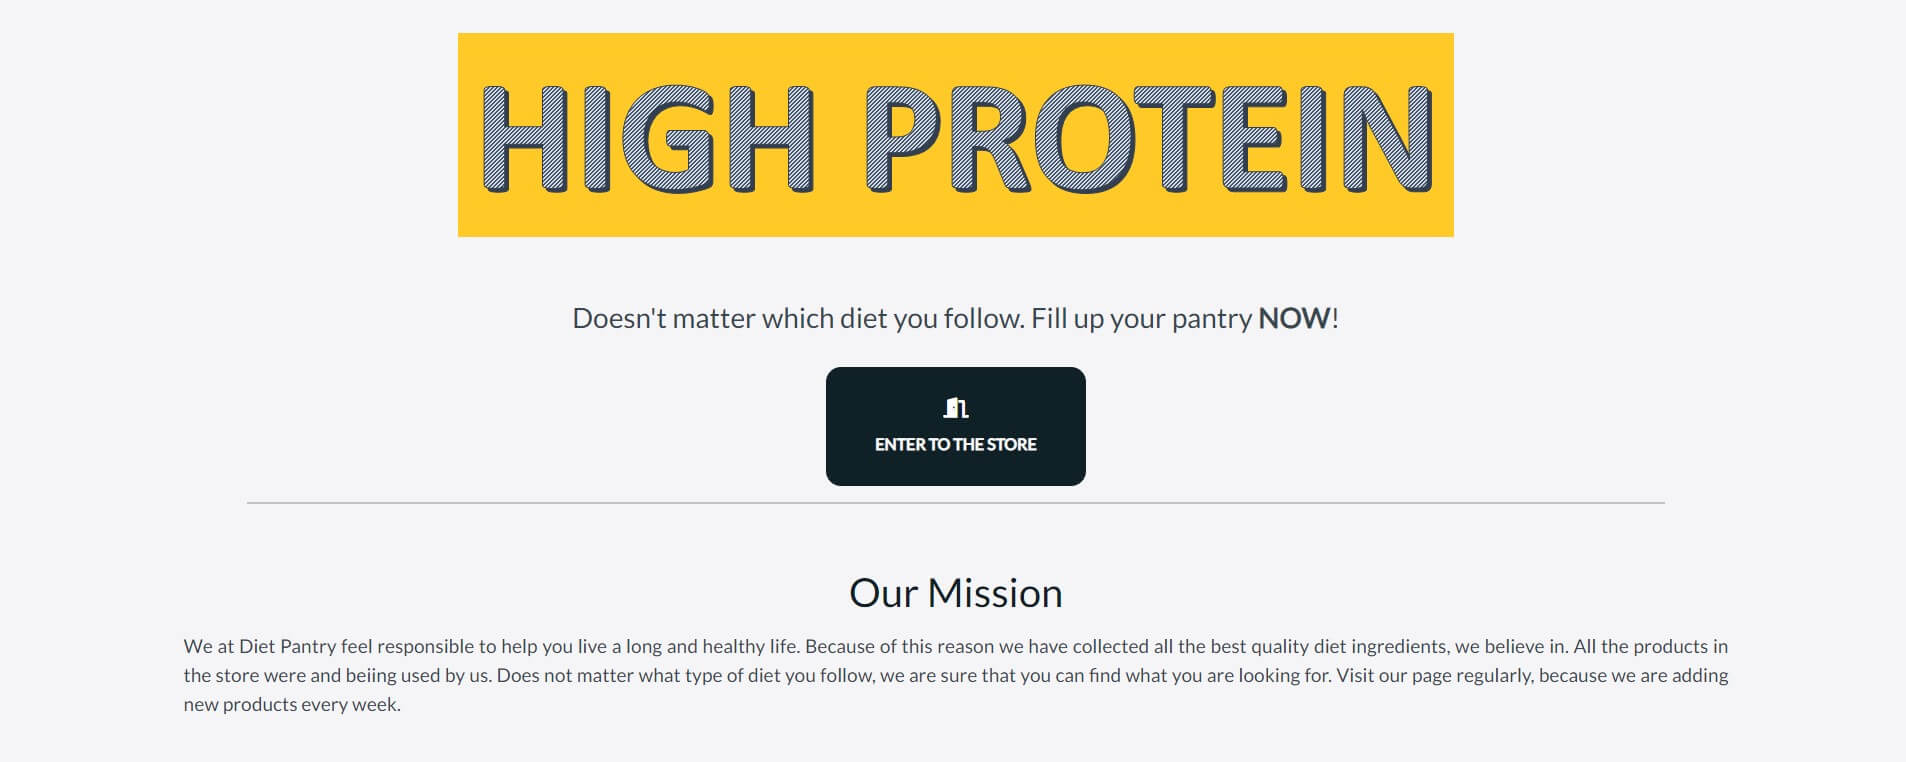 HIGH PROTEIN
Doesn't matter which diet you follow. Fill up your pantry NOW!
ENTER TO THE STORE
Our Mission
We at Diet Pantry feel responsible to help you live a long and healthy life. Because of this reason we have collected all the best quality diet ingredients, we believe in. All the products in
the store were and beiing used by us. Does not matter what type of diet you follow, we are sure that you can find what you are looking for. Visit our page regularly, because we are adding
new products every week.